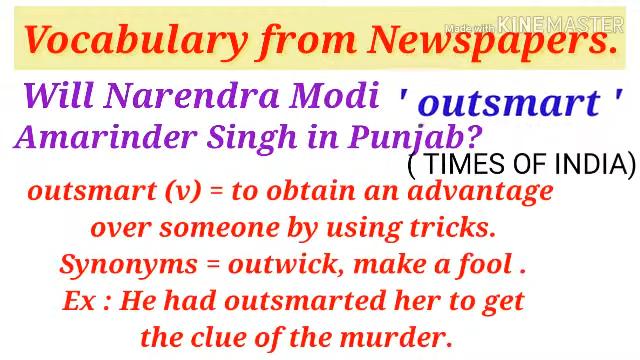 Made with KINEMASTER
Vocabulary from Newspapers.
Will Narendra Modi ' outsmart '
Amarinder Singh in Punjab?
( TIMES OF INDIA)
outsmart (v) = to obtain an advantage
over someone by using tricks.
Synonyms = outwick, make a fool .
Ex : He had outsmarted her to get
the clue of the murder.